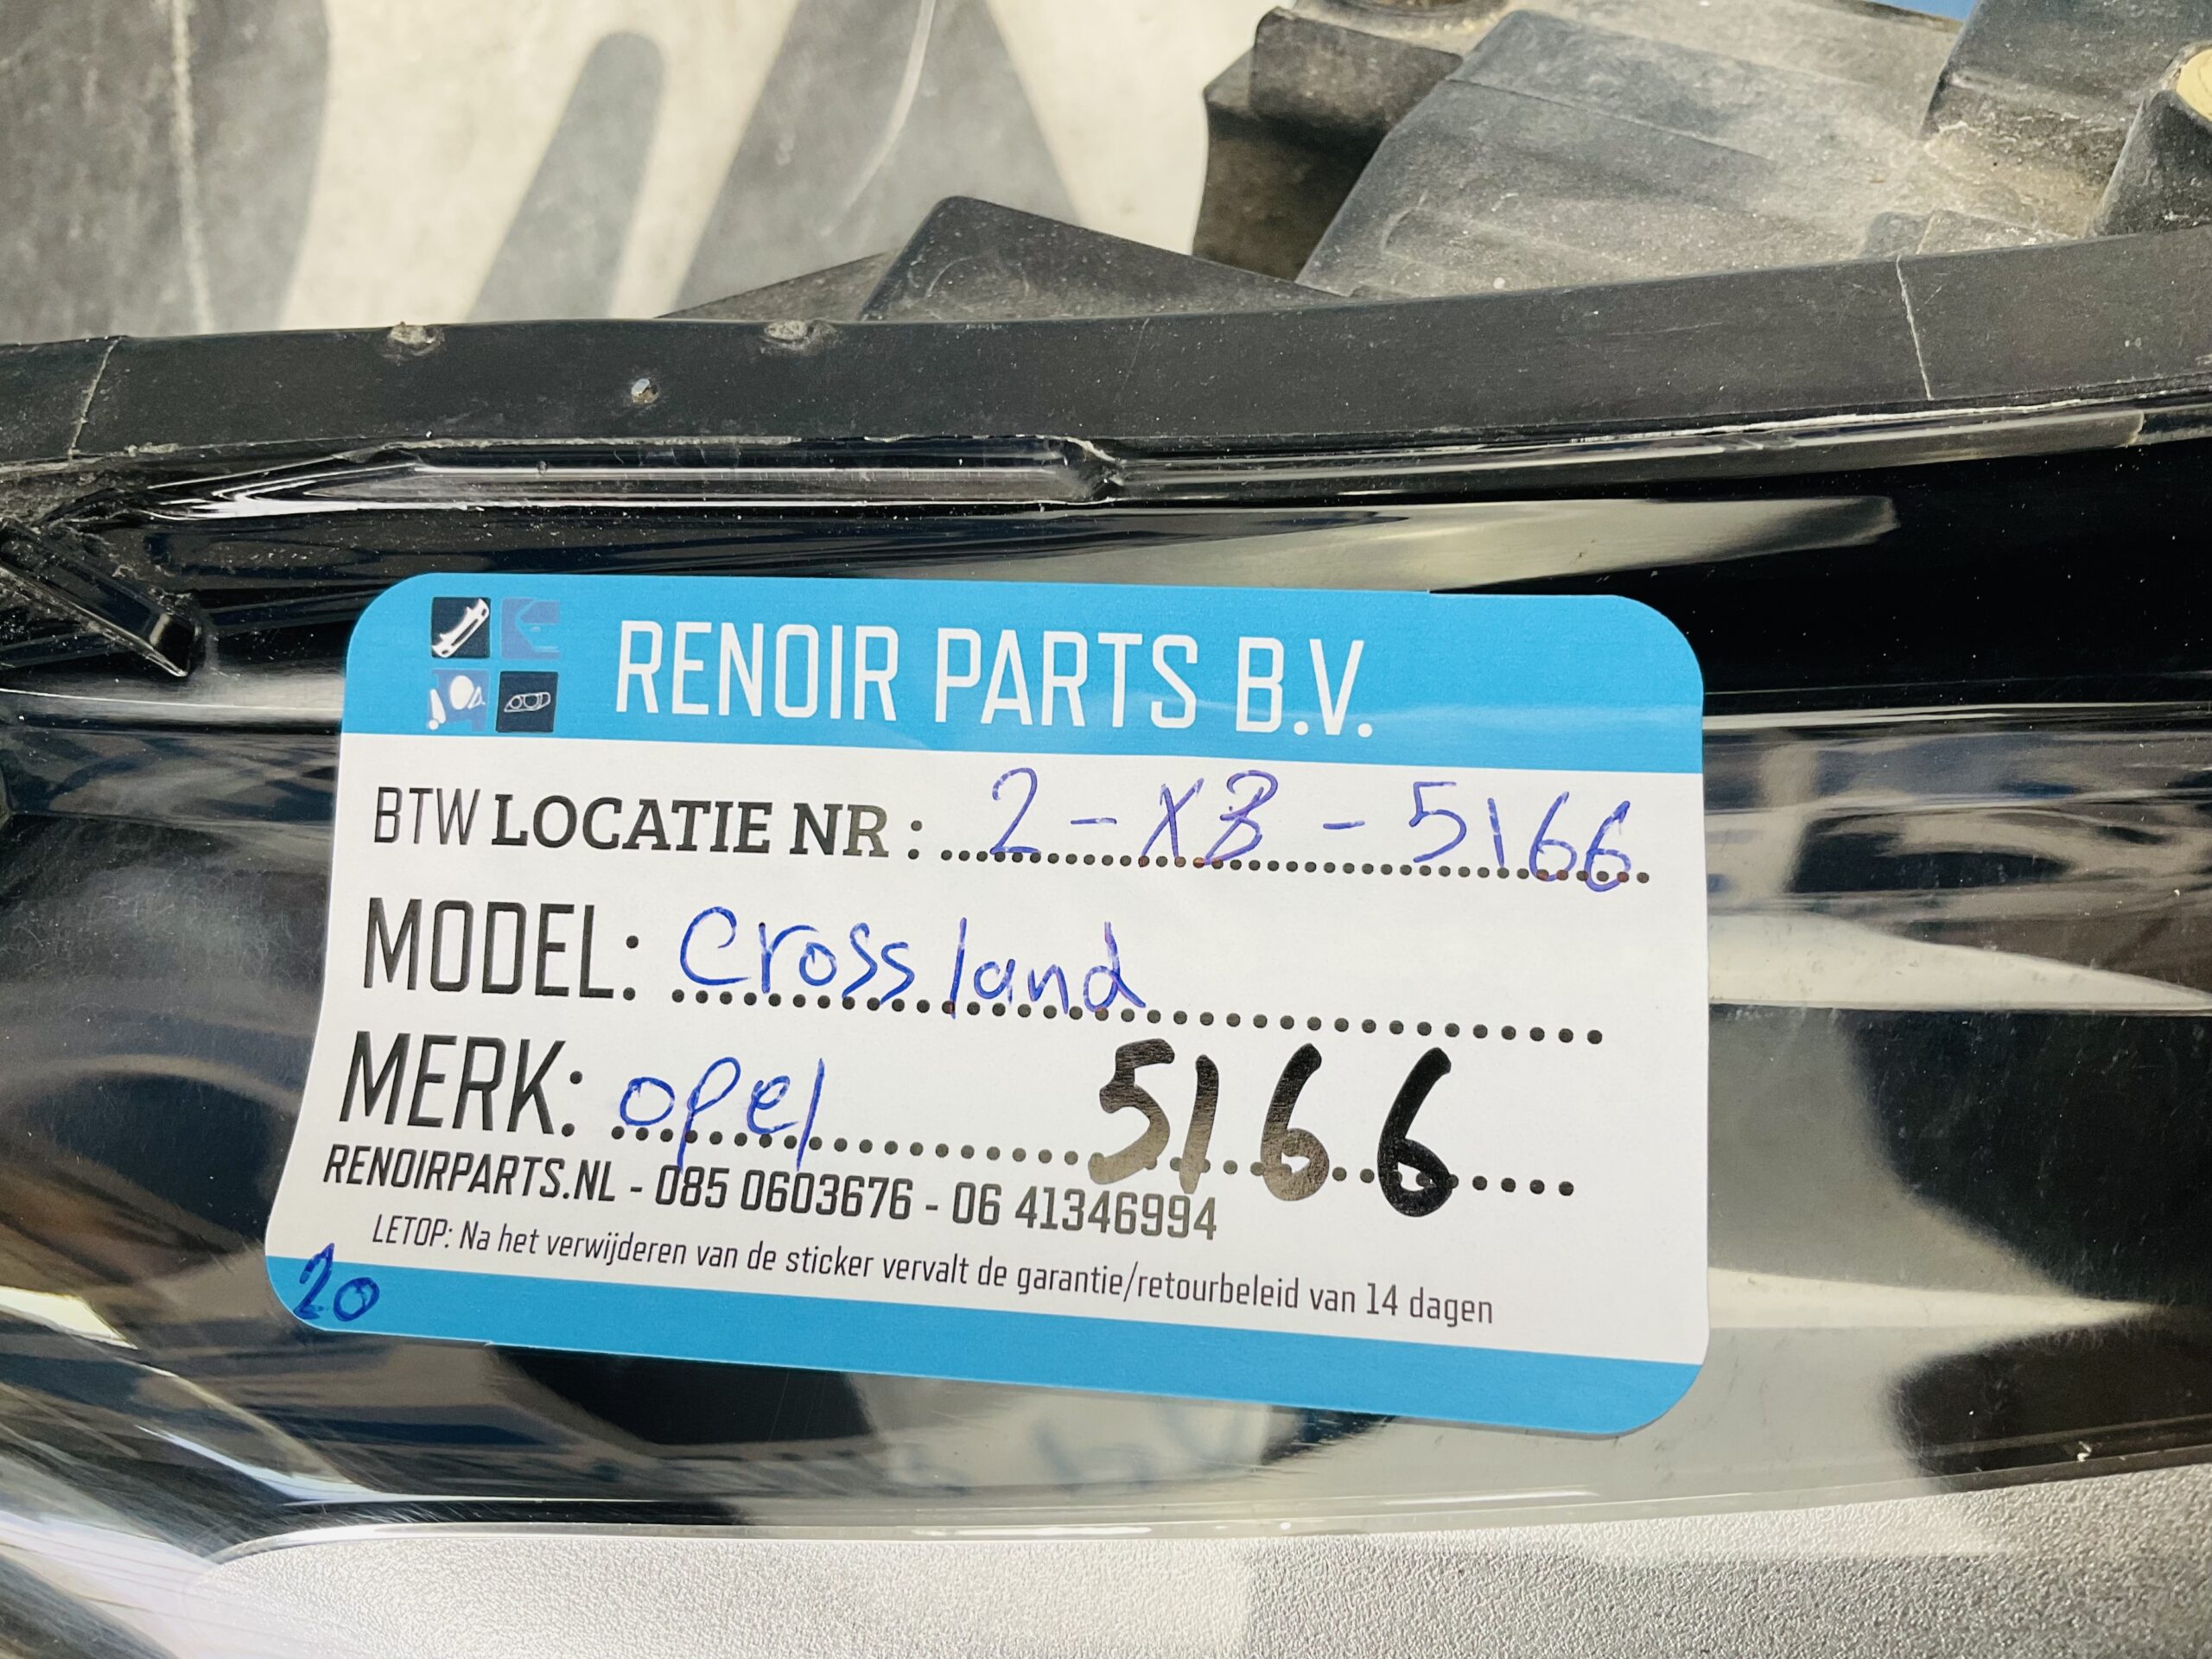 RENOIR PARTS B.V.
BTW LOCATIE NR : 2 - XB - 5166
MODEL: Crossland
MERK: opel 5166
RENOIRPARTS.NL - 085 0603676 - 06 41346994
LETOP: Na het verwijderen van de sticker vervalt de garantie/retourbeleid van 14 dagen
20